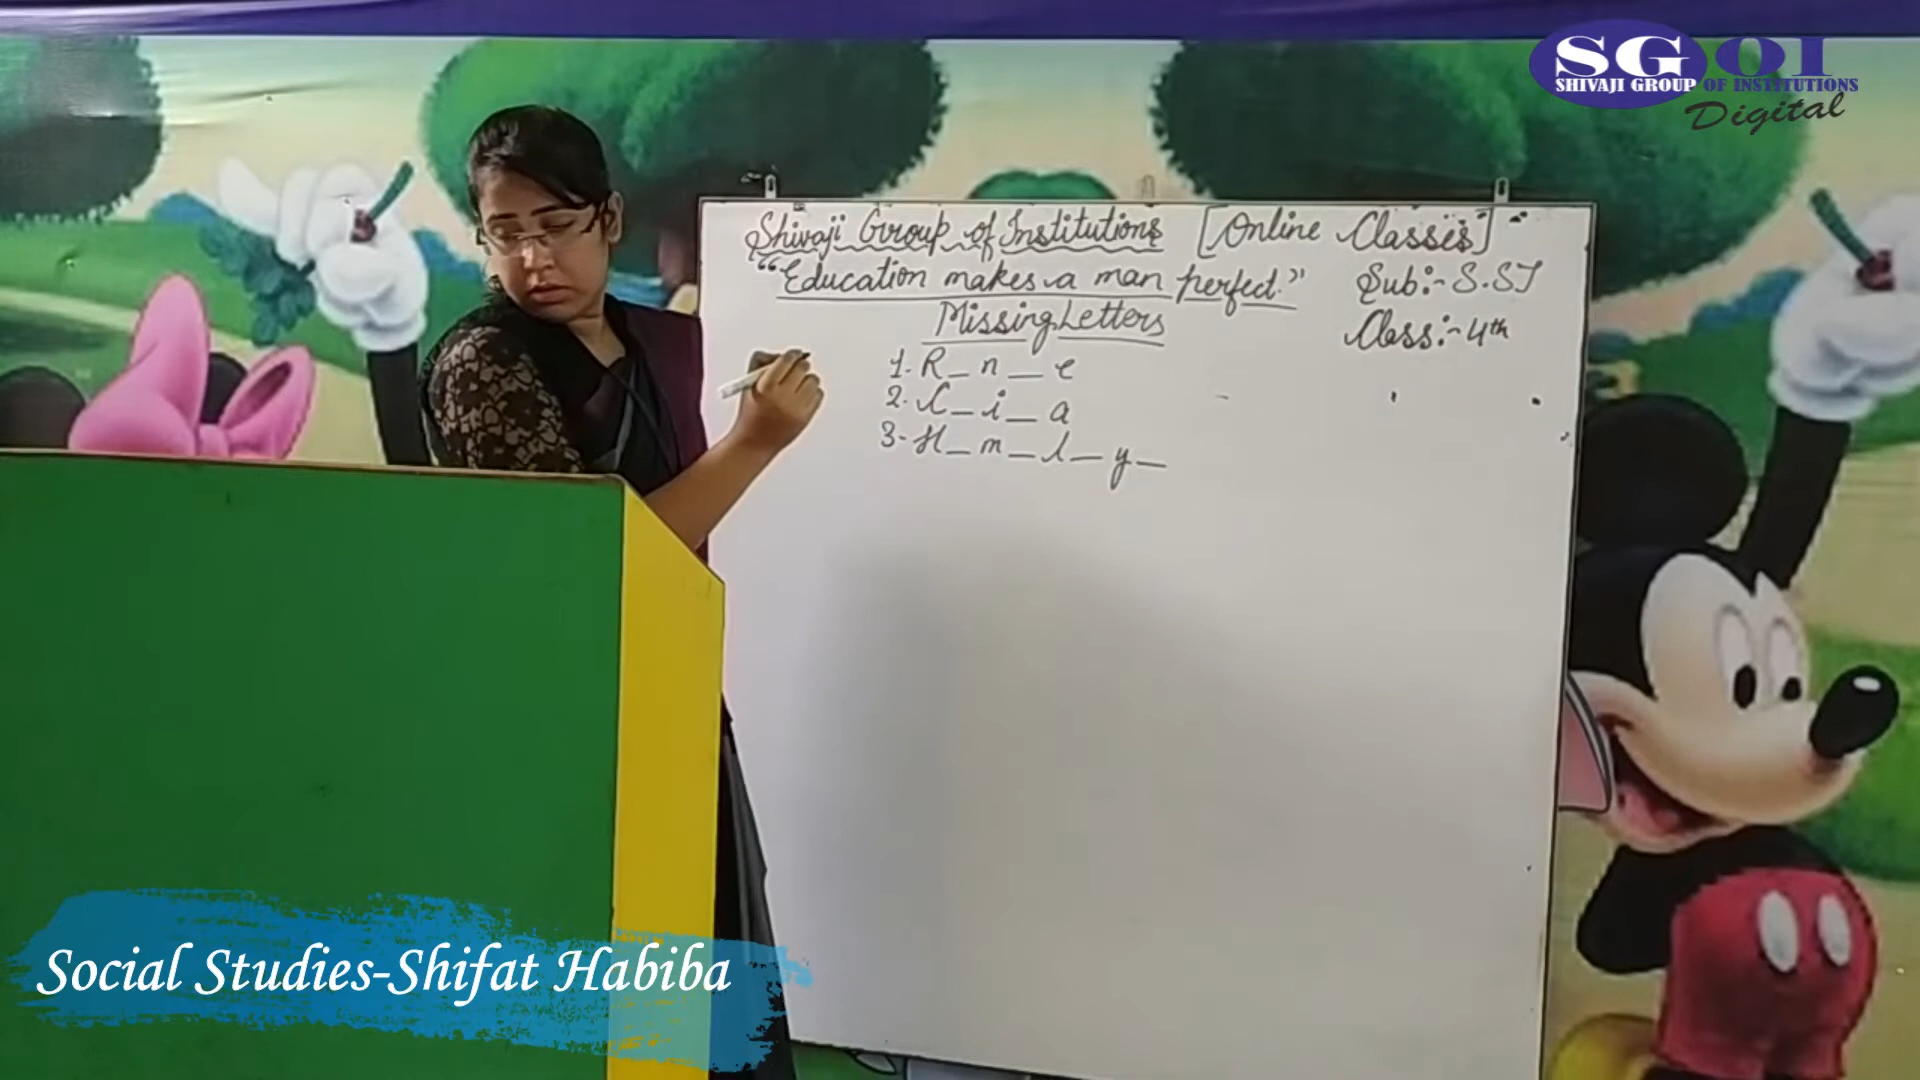 SGOI
SHIVAJI GROUP OF INSTITUTIONS
Digital
Shivaji Group of Institutions [Online Classes]
"Education makes a man perfect." Sub:- S.ST
Missing Letters Class:- 4th
1. R_n_e
2. C_i_a
3- H_m_l_y_
Social Studies-Shifat Habiba